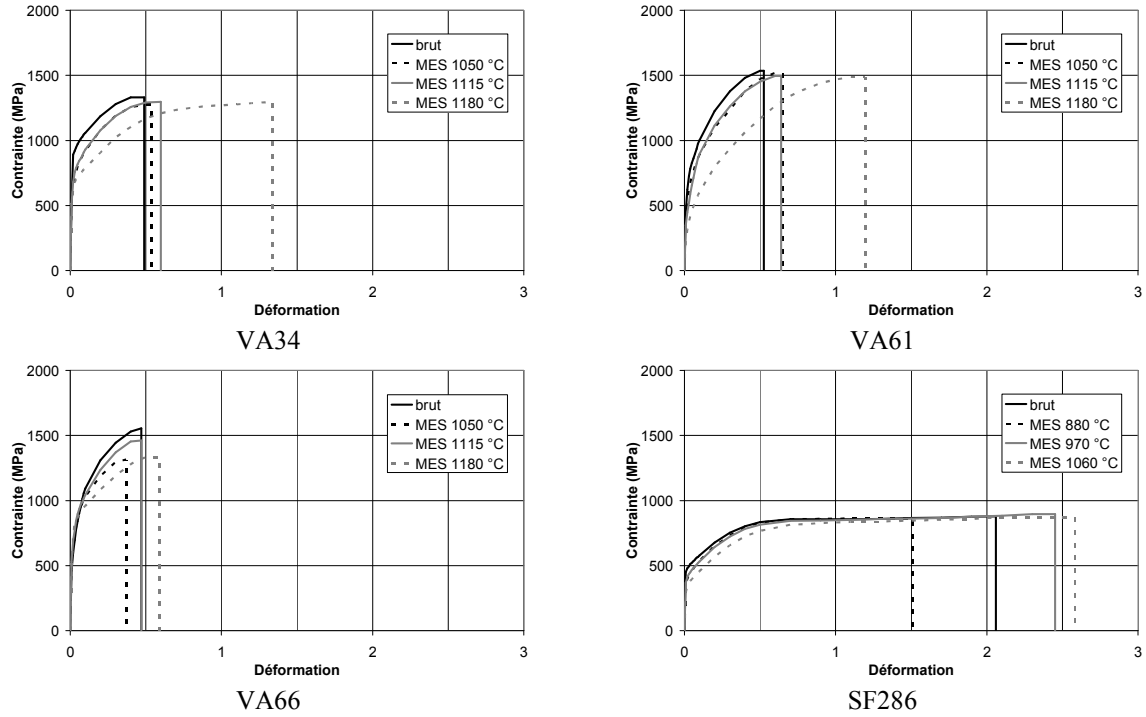 2000
1500
1000
500
0
Contrainte (MPa)
brut
MES 1050 °C
MES 1115 °C
MES 1180 °C
0 1 2 3
Déformation
VA34
2000
1500
1000
500
0
Contrainte (MPa)
brut
MES 1050 °C
MES 1115 °C
MES 1180 °C
0 1 2 3
Déformation
VA61
2000
1500
1000
500
0
Contrainte (MPa)
brut
MES 1050 °C
MES 1115 °C
MES 1180 °C
0 1 2 3
Déformation
VA66
2000
1500
1000
500
0
Contrainte (MPa)
brut
MES 880 °C
MES 970 °C
MES 1060 °C
0 1 2 3
Déformation
SF286